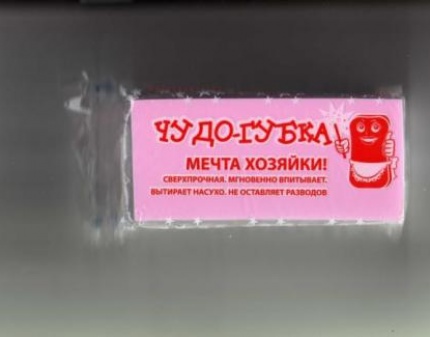 ЧУДО-ГУБКА
МЕЧТА ХОЗЯЙКИ!
СВЕРХПРОЧНАЯ. МГНОВЕННО ВПИТЫВАЕТ.
ВЫТИРАЕТ НАСУХО. НЕ ОСТАВЛЯЕТ РАЗВОДОВ